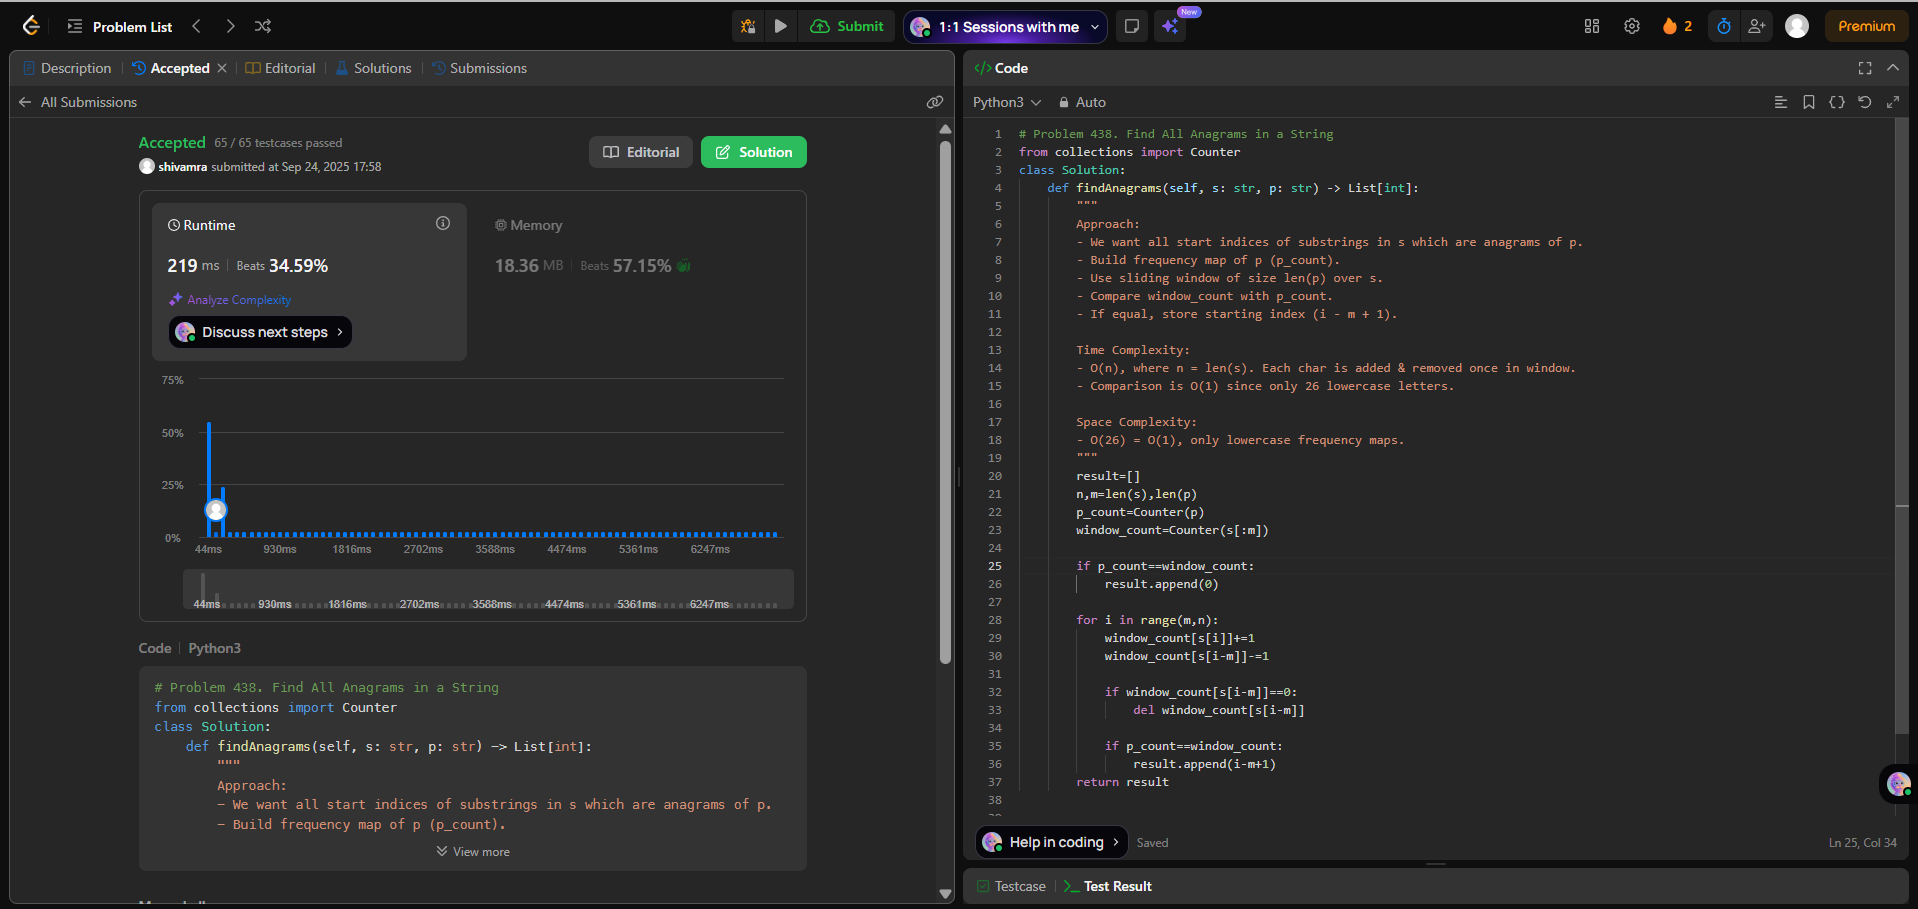 Problem List
Submit
1:1 Sessions with me
New
2
Premium
Description
Accepted
Editorial
Solutions
Submissions
All Submissions
Accepted 65 / 65 testcases passed
shivamra submitted at Sep 24, 2025 17:58
Editorial
Solution
Runtime
219 ms Beats 34.59%
Analyze Complexity
Discuss next steps
Memory
18.36 MB Beats 57.15%
75%
50%
25%
0%
44ms 930ms 1816ms 2702ms 3588ms 4474ms 5361ms 6247ms
44ms 930ms 1816ms 2702ms 3588ms 4474ms 5361ms 6247ms
Code Python3
# Problem 438. Find All Anagrams in a String
from collections import Counter
class Solution:
def findAnagrams(self, s: str, p: str) -> List[int]:
"""
Approach:
- We want all start indices of substrings in s which are anagrams of p.
- Build frequency map of p (p_count).
View more
</> Code
Python3 Auto
1 # Problem 438. Find All Anagrams in a String
2 from collections import Counter
3 class Solution:
4 def findAnagrams(self, s: str, p: str) -> List[int]:
5 """
6 Approach:
7 - We want all start indices of substrings in s which are anagrams of p.
8 - Build frequency map of p (p_count).
9 - Use sliding window of size len(p) over s.
10 - Compare window_count with p_count.
11 - If equal, store starting index (i - m + 1).
12
13 Time Complexity:
14 - O(n), where n = len(s). Each char is added & removed once in window.
15 - Comparison is O(1) since only 26 lowercase letters.
16
17 Space Complexity:
18 - O(26) = O(1), only lowercase frequency maps.
19 """
20 result=[]
21 n,m=len(s),len(p)
22 p_count=Counter(p)
23 window_count=Counter(s[:m])
24
25 if p_count==window_count:
26 result.append(0)
27
28 for i in range(m,n):
29 window_count[s[i]]+=1
30 window_count[s[i-m]]-=1
31
32 if window_count[s[i-m]]==0:
33 del window_count[s[i-m]]
34
35 if p_count==window_count:
36 result.append(i-m+1)
37 return result
38
Help in coding
Saved
Ln 25, Col 34
Testcase
Test Result